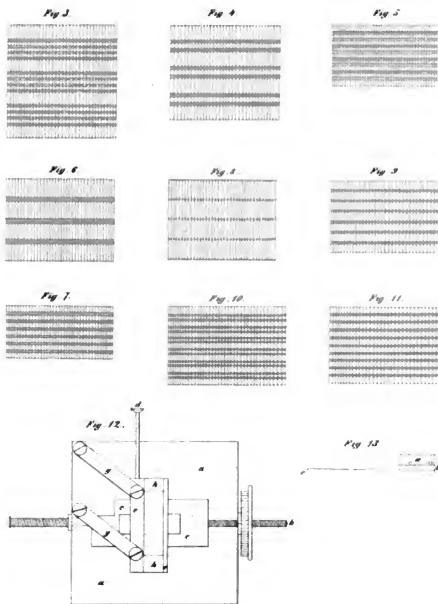 Fig. 3.
Fig. 4.
Fig. 5
Fig. 6
Fig. 8.
Fig. 9
Fig. 7.
Fig. 10.
Fig. 11.
Fig. 12.
d
a
g
h
c
e
c
g
b
h
a
Fig. 13
a
c
b